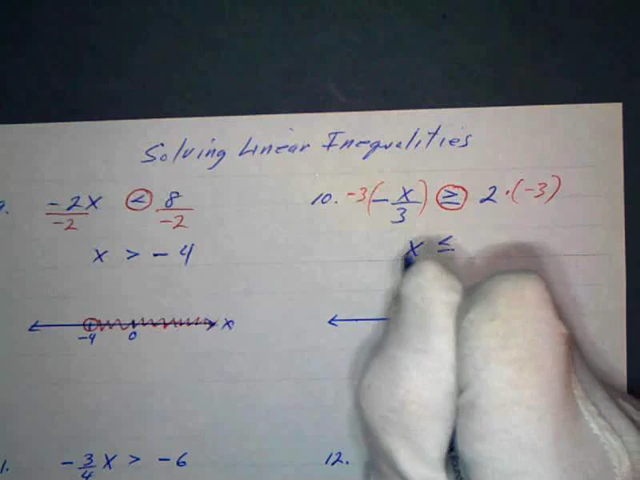 Solving Linear Inequalities
-2x < 8
-2 -2
x > -4
-4 0 x
10. -3(-x/3) ≥ 2·(-3)
x ≤
-3/4 x > -6
12.